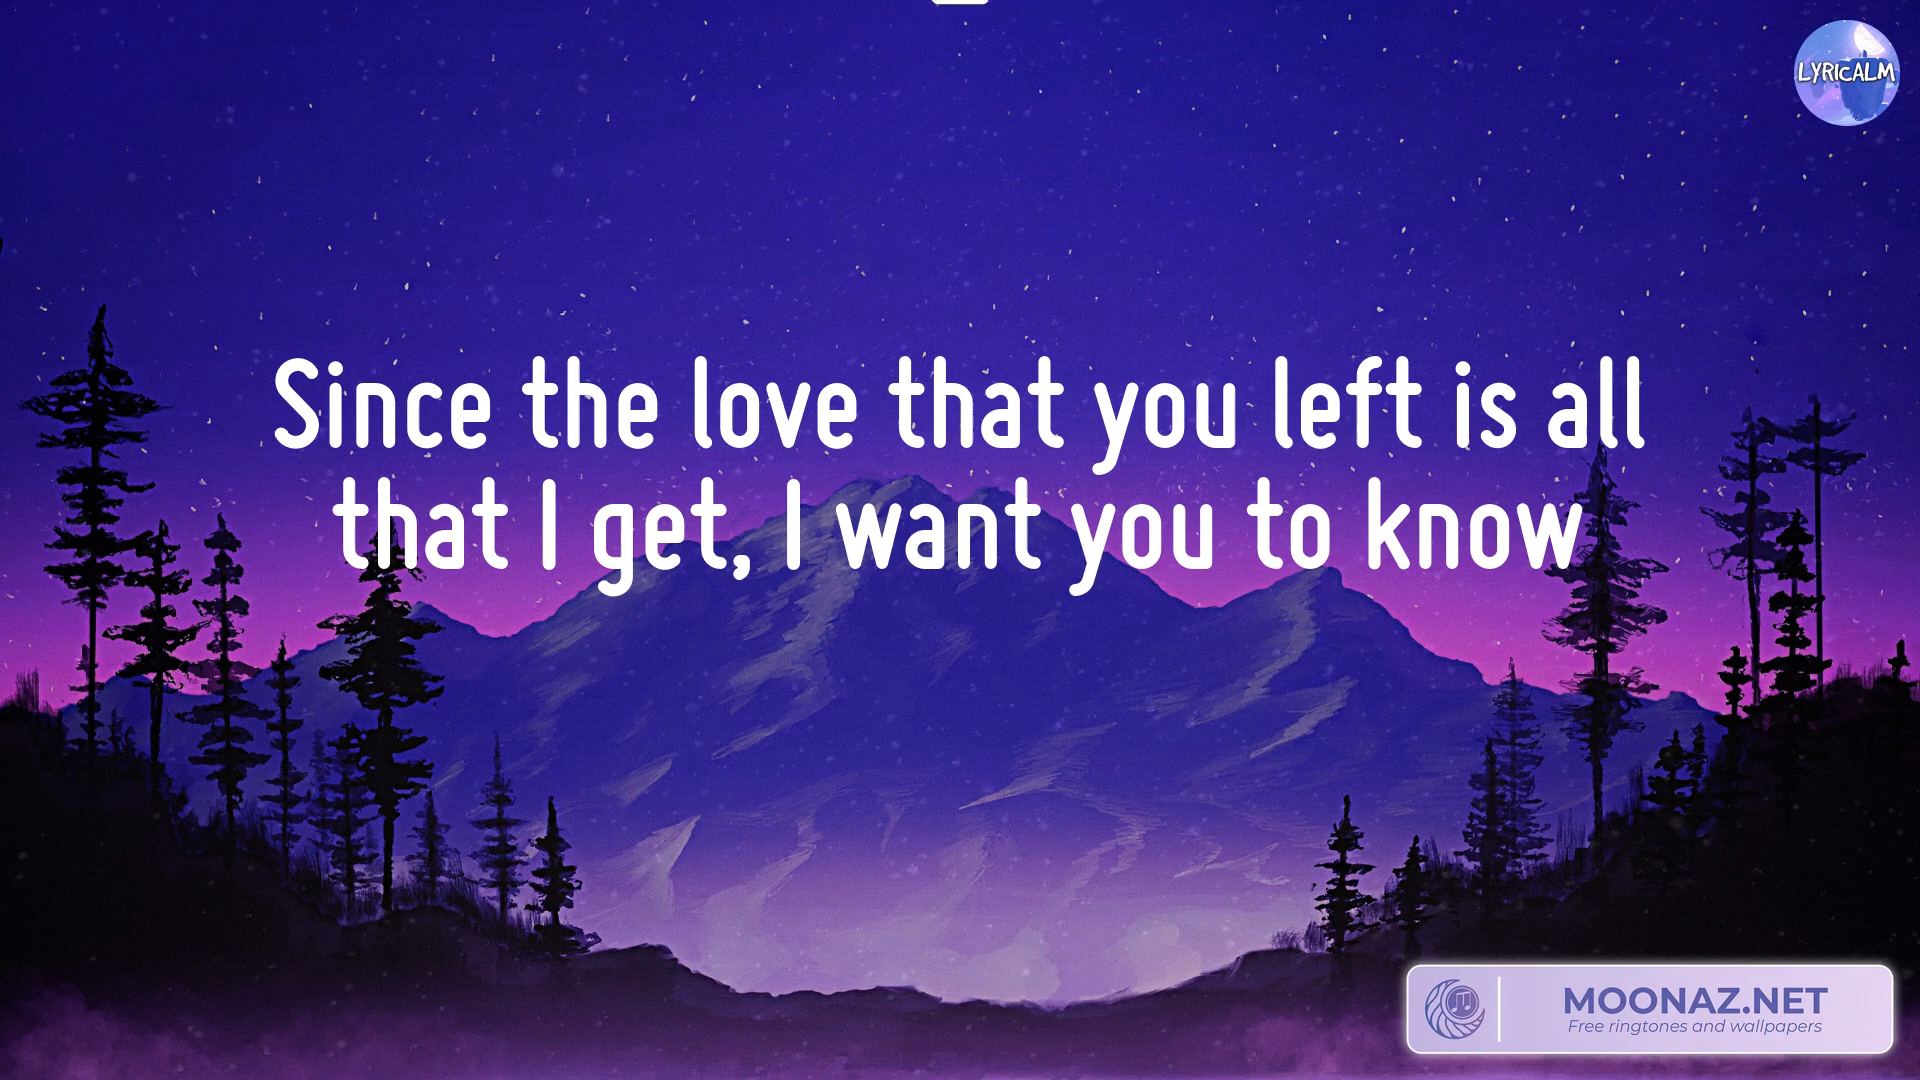 LYRICALM
Since the love that you left is all
that I get, I want you to know
MOONAZ.NET
Free ringtones and wallpapers